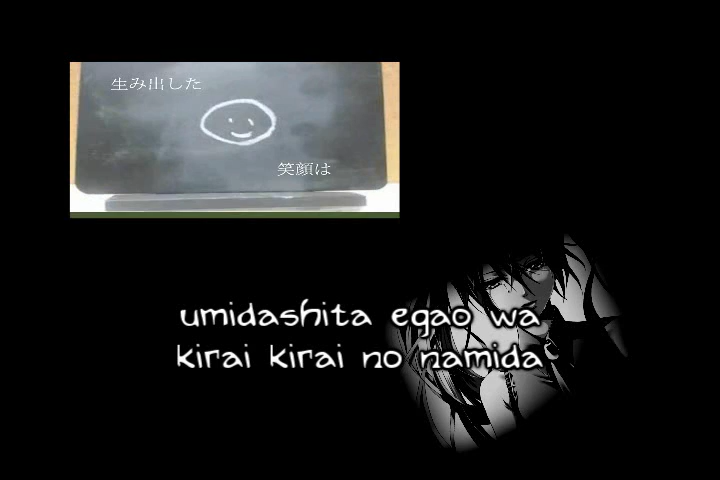 生み出した
笑顔は
umidashita egao wa
kirai kirai no namida